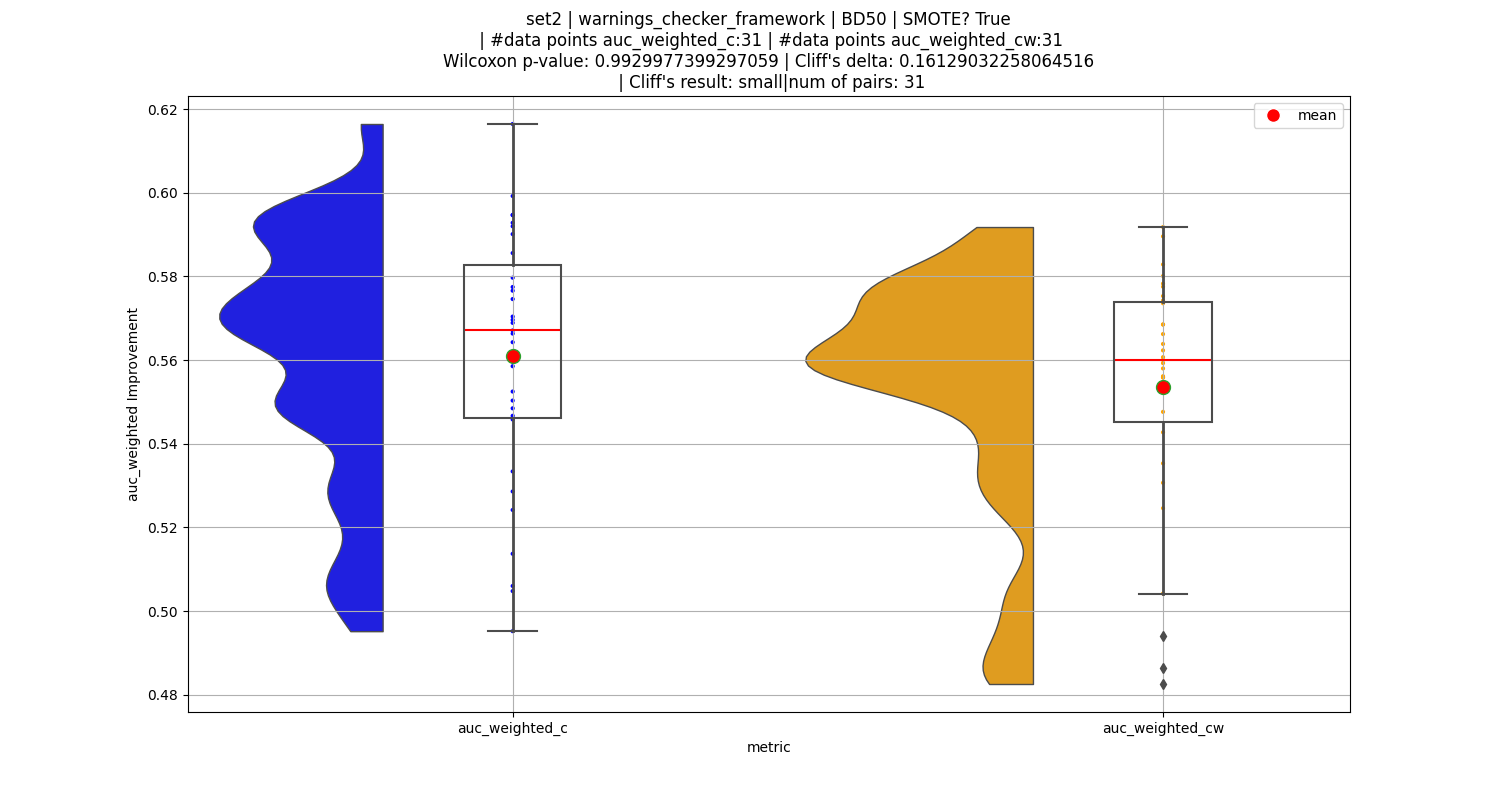 set2 | warnings_checker_framework | BD50 | SMOTE? True
| #data points auc_weighted_c:31 | #data points auc_weighted_cw:31
Wilcoxon p-value: 0.9929977399297059 | Cliff's delta: 0.16129032258064516
| Cliff's result: small|num of pairs: 31
mean
0.62
0.60
0.58
0.56
0.54
0.52
0.50
0.48
auc_weighted Improvement
auc_weighted_c
auc_weighted_cw
metric